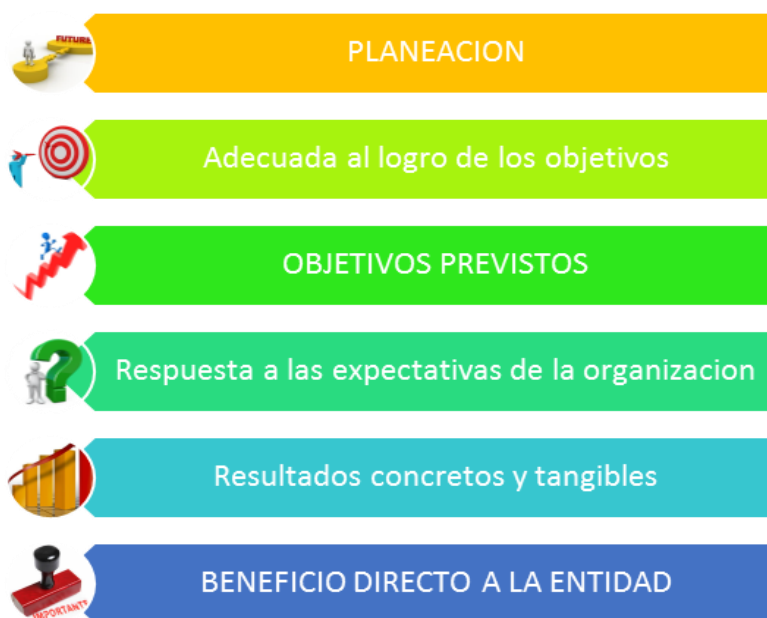 FUTURE
PLANEACION
Adecuada al logro de los objetivos
OBJETIVOS PREVISTOS
Respuesta a las expectativas de la organizacion
Resultados concretos y tangibles
IMPORTANTE
BENEFICIO DIRECTO A LA ENTIDAD